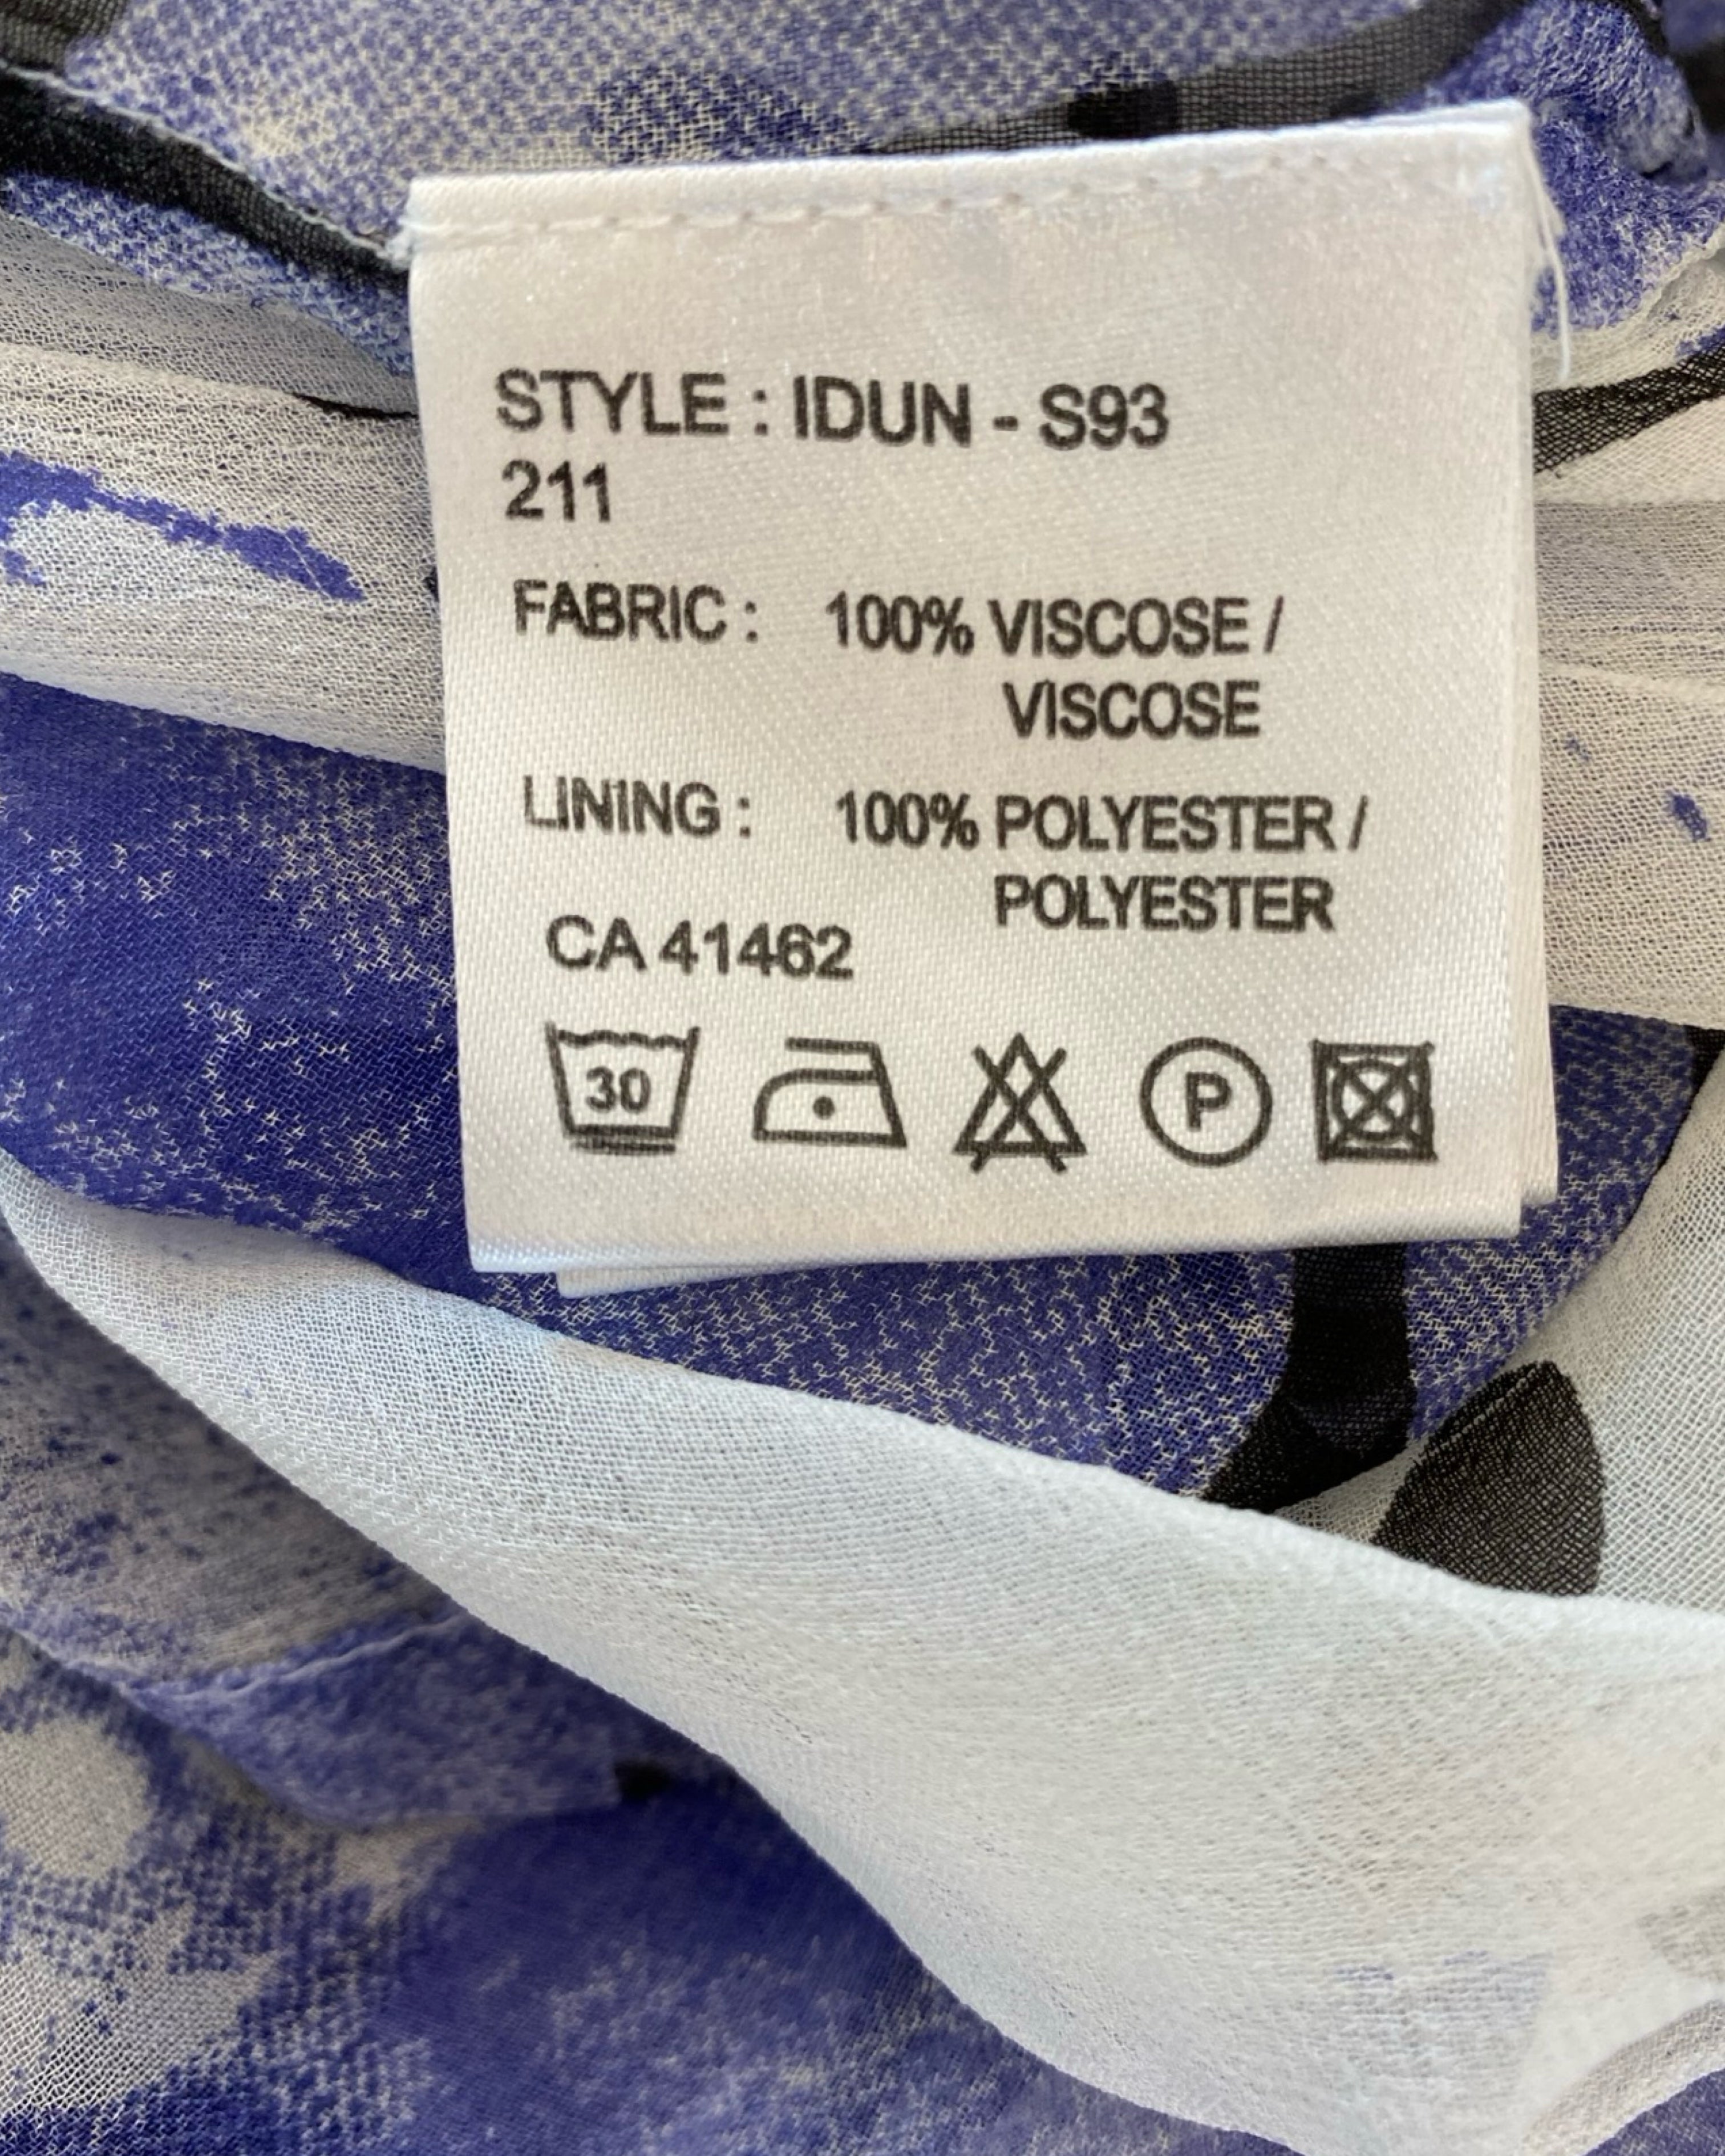 STYLE : IDUN - S93
211
FABRIC : 100% VISCOSE /
VISCOSE
LINING : 100% POLYESTER /
POLYESTER
CA 41462
30
P